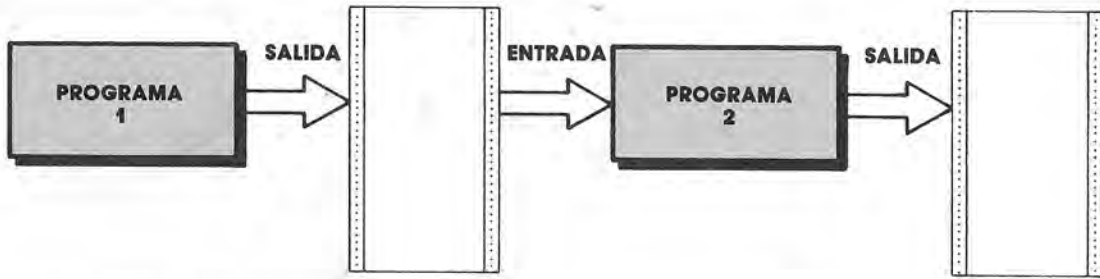 PROGRAMA
1
SALIDA
ENTRADA
PROGRAMA
2
SALIDA